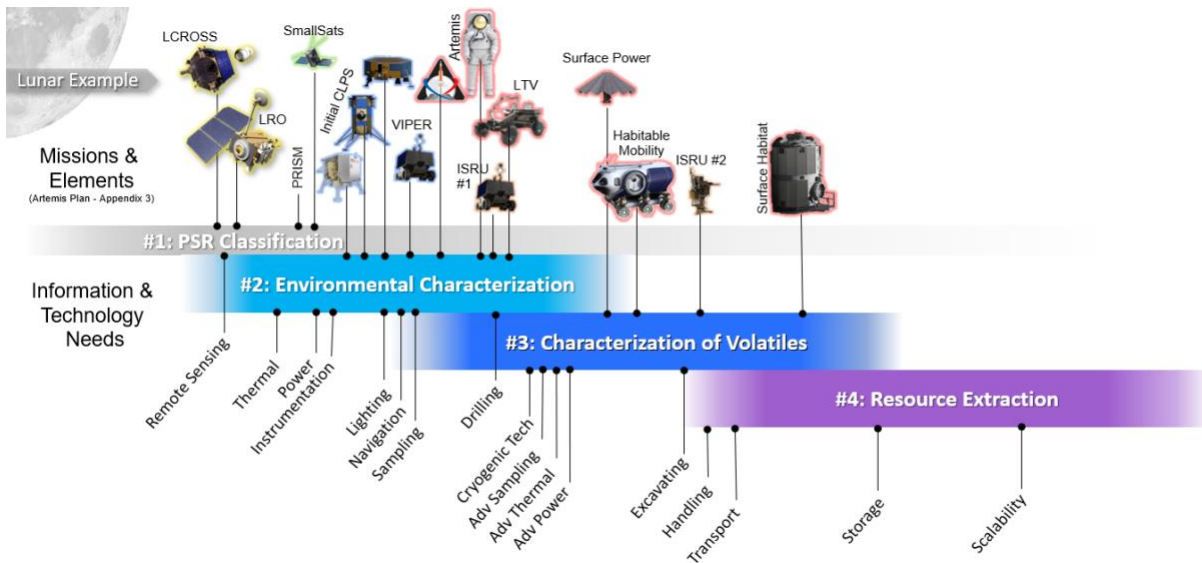 LCROSS
SmallSats
Artemis
Lunar Example
Surface Power
LTV
Initial CLPS
LRO
VIPER
Habitable
Mobility
PRISM
ISRU
#1
ISRU #2
Surface Habitat
Missions &
Elements
(Artemis Plan - Appendix 3)
#1: PSR Classification
#2: Environmental Characterization
Information &
Technology
Needs
#3: Characterization of Volatiles
#4: Resource Extraction
Remote Sensing
Thermal
Power
Instrumentation
Lighting
Navigation
Sampling
Drilling
Cryogenic Tech
Adv Sampling
Adv Thermal
Adv Power
Excavating
Handling
Transport
Storage
Scalability